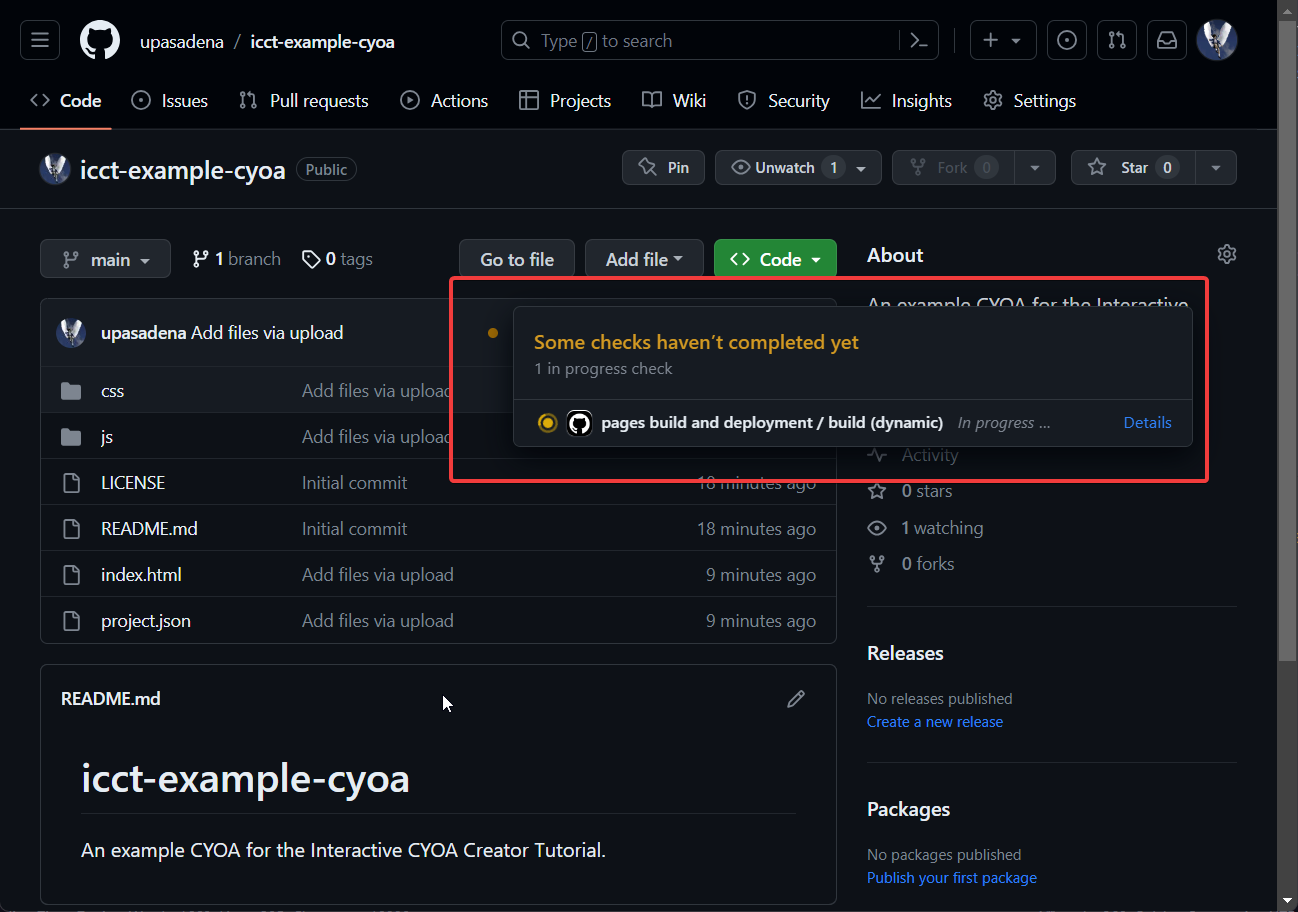 upasadena / icct-example-cyoa
Type / to search
Code Issues Pull requests Actions Projects Wiki Security Insights Settings
icct-example-cyoa Public
Pin Unwatch 1 Fork 0 Star 0
main 1 branch 0 tags Go to file Add file Code
About
An example CYOA for the Interactive
upasadena Add files via upload
Some checks haven't completed yet
1 in progress check
css Add files via upload
pages build and deployment / build (dynamic) In progress ... Details
js Add files via upload
Activity
LICENSE Initial commit 18 minutes ago
0 stars
README.md Initial commit 18 minutes ago
1 watching
0 forks
index.html Add files via upload 9 minutes ago
project.json Add files via upload 9 minutes ago
Releases
No releases published
Create a new release
README.md
icct-example-cyoa
An example CYOA for the Interactive CYOA Creator Tutorial.
Packages
No packages published
Publish your first package